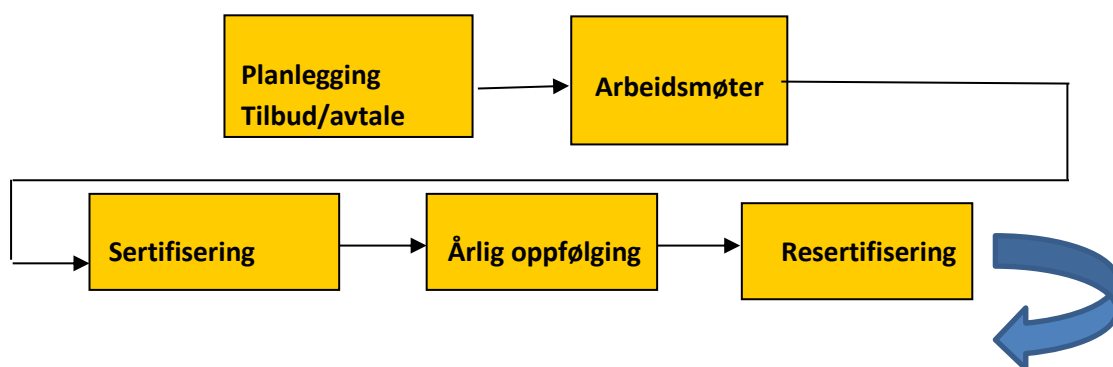 Planlegging
Tilbud/avtale
Arbeidsmøter
Sertifisering
Årlig oppfølging
Resertifisering